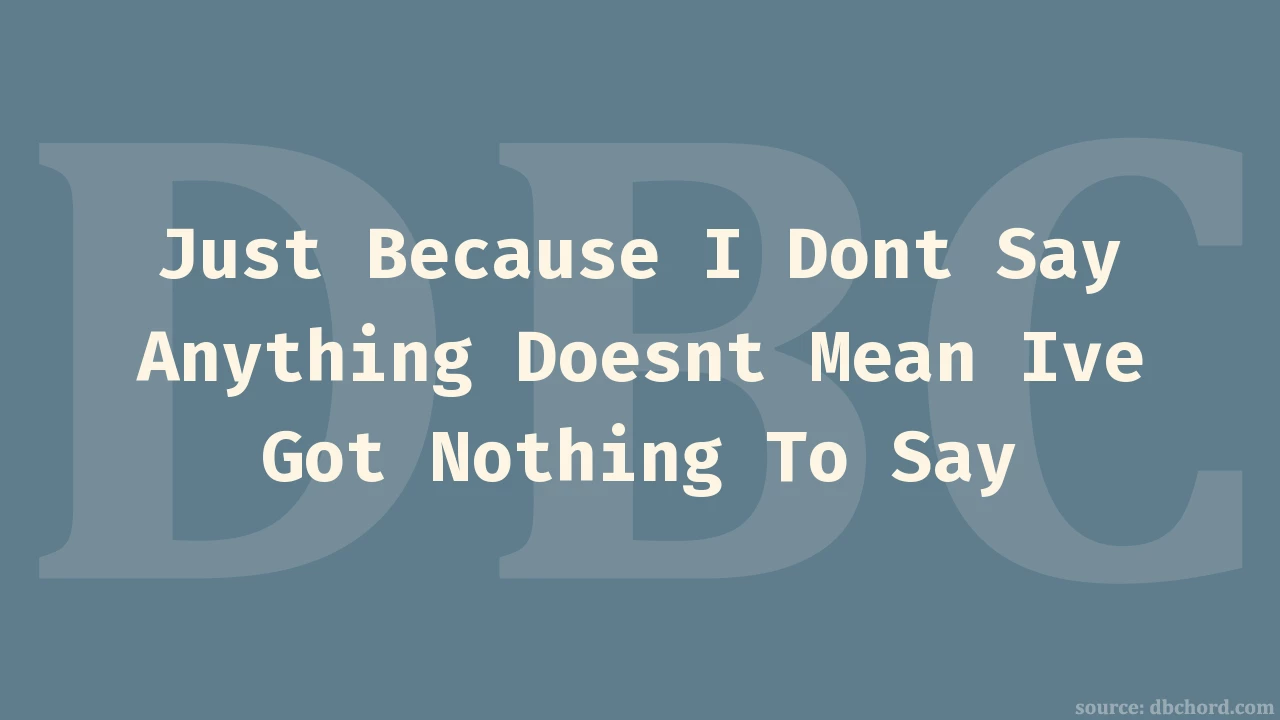 DBC
Just Because I Dont Say
Anything Doesnt Mean Ive
Got Nothing To Say
source: dbchord.com